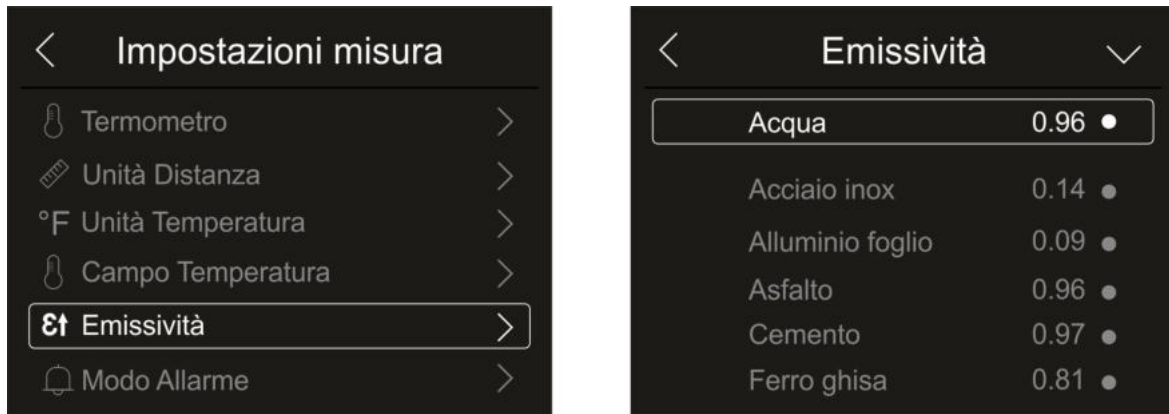 Impostazioni misura
Termometro
Unità Distanza
°F Unità Temperatura
Campo Temperatura
Ɛ↑ Emissività
Modo Allarme
Emissività
Acqua 0.96
Acciaio inox 0.14
Alluminio foglio 0.09
Asfalto 0.96
Cemento 0.97
Ferro ghisa 0.81